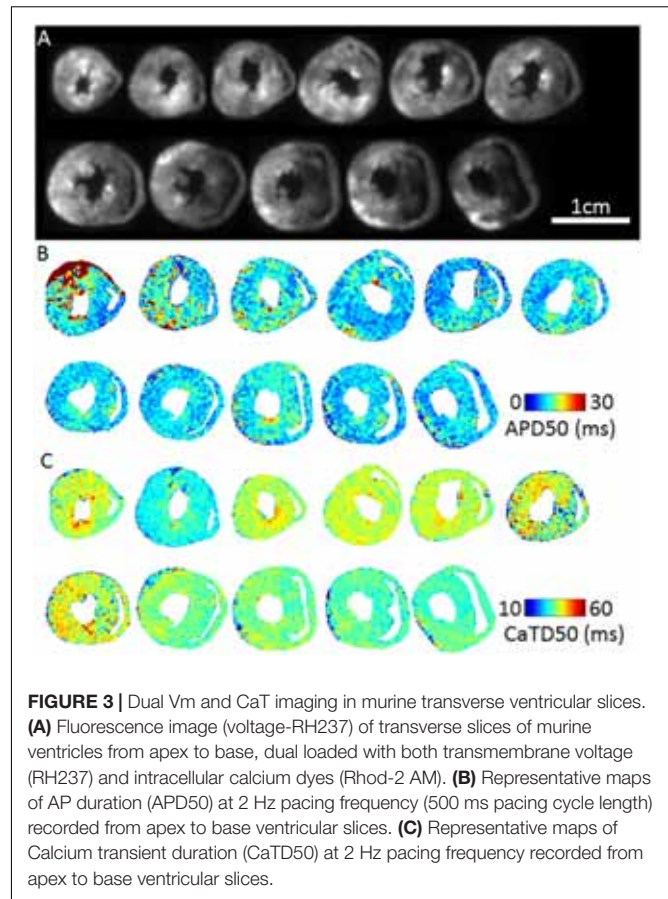 A
1cm
B
0 30
APD50 (ms)
C
10 60
CaTD50 (ms)
FIGURE 3 | Dual Vm and CaT imaging in murine transverse ventricular slices.
(A) Fluorescence image (voltage-RH237) of transverse slices of murine
ventricles from apex to base, dual loaded with both transmembrane voltage
(RH237) and intracellular calcium dyes (Rhod-2 AM). (B) Representative maps
of AP duration (APD50) at 2 Hz pacing frequency (500 ms pacing cycle length)
recorded from apex to base ventricular slices. (C) Representative maps of
Calcium transient duration (CaTD50) at 2 Hz pacing frequency recorded from
apex to base ventricular slices.